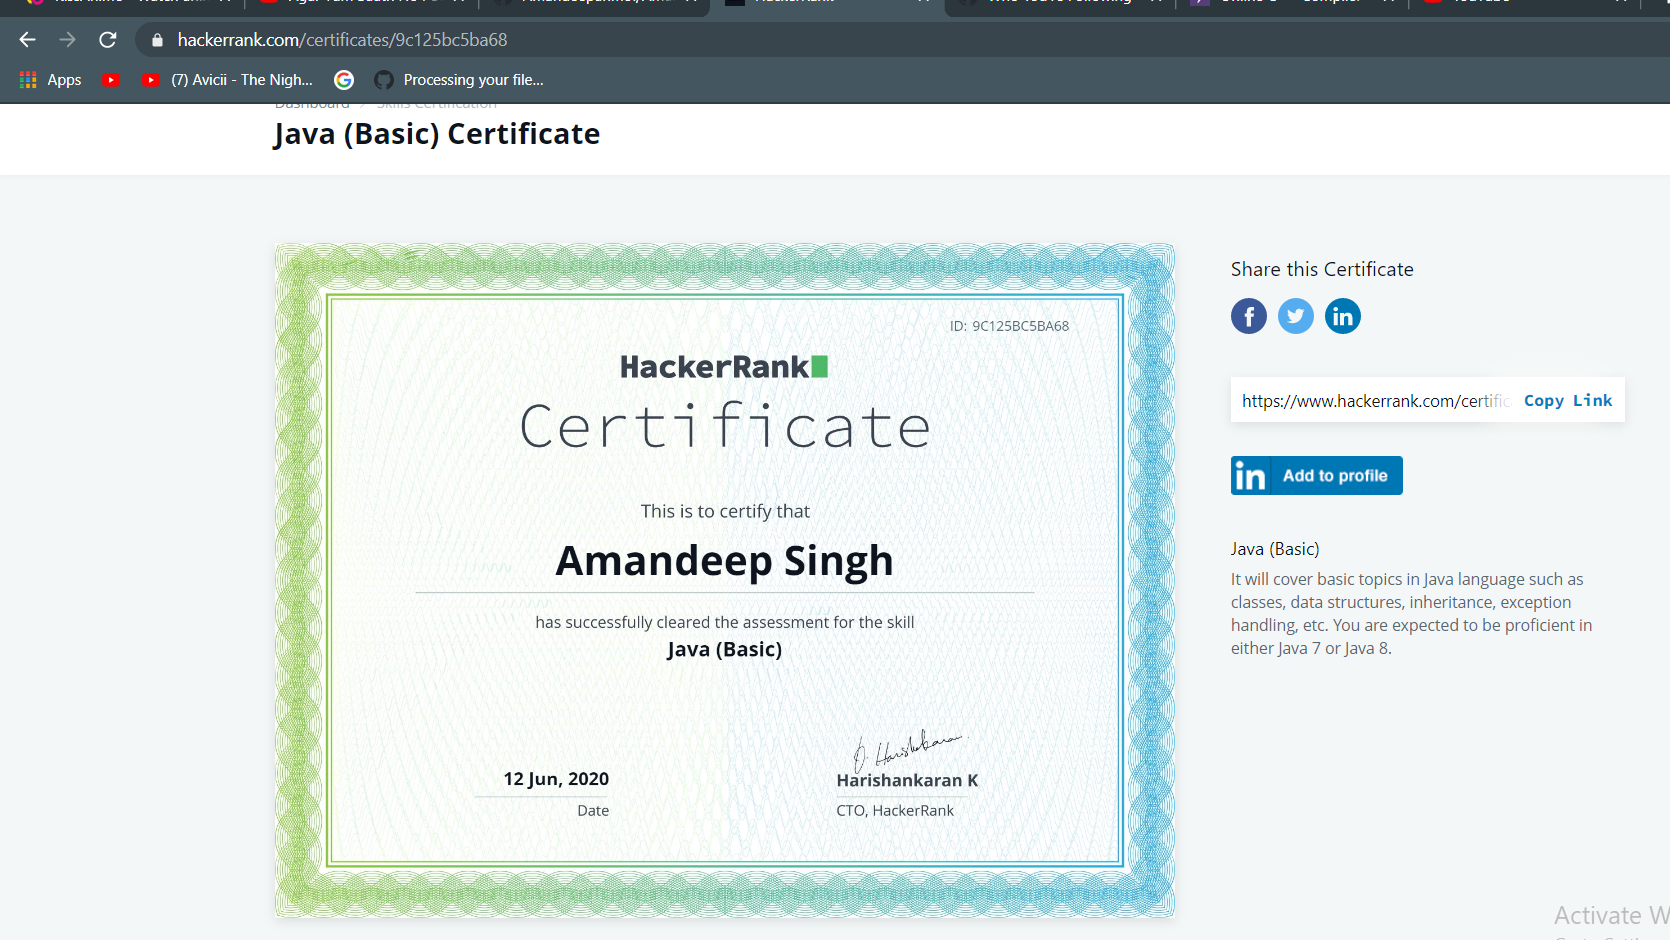 hackerrank.com/certificates/9c125bc5ba68
Apps
(7) Avicii - The Nigh...
Processing your file...
Dashboard > Skills Certification
Java (Basic) Certificate
ID: 9C125BC5BA68
HackerRank
Certificate
This is to certify that
Amandeep Singh
has successfully cleared the assessment for the skill
Java (Basic)
12 Jun, 2020
Date
Harishankaran K
CTO, HackerRank
Share this Certificate
https://www.hackerrank.com/certific
Copy Link
in Add to profile
Java (Basic)
It will cover basic topics in Java language such as
classes, data structures, inheritance, exception
handling, etc. You are expected to be proficient in
either Java 7 or Java 8.
Activate W